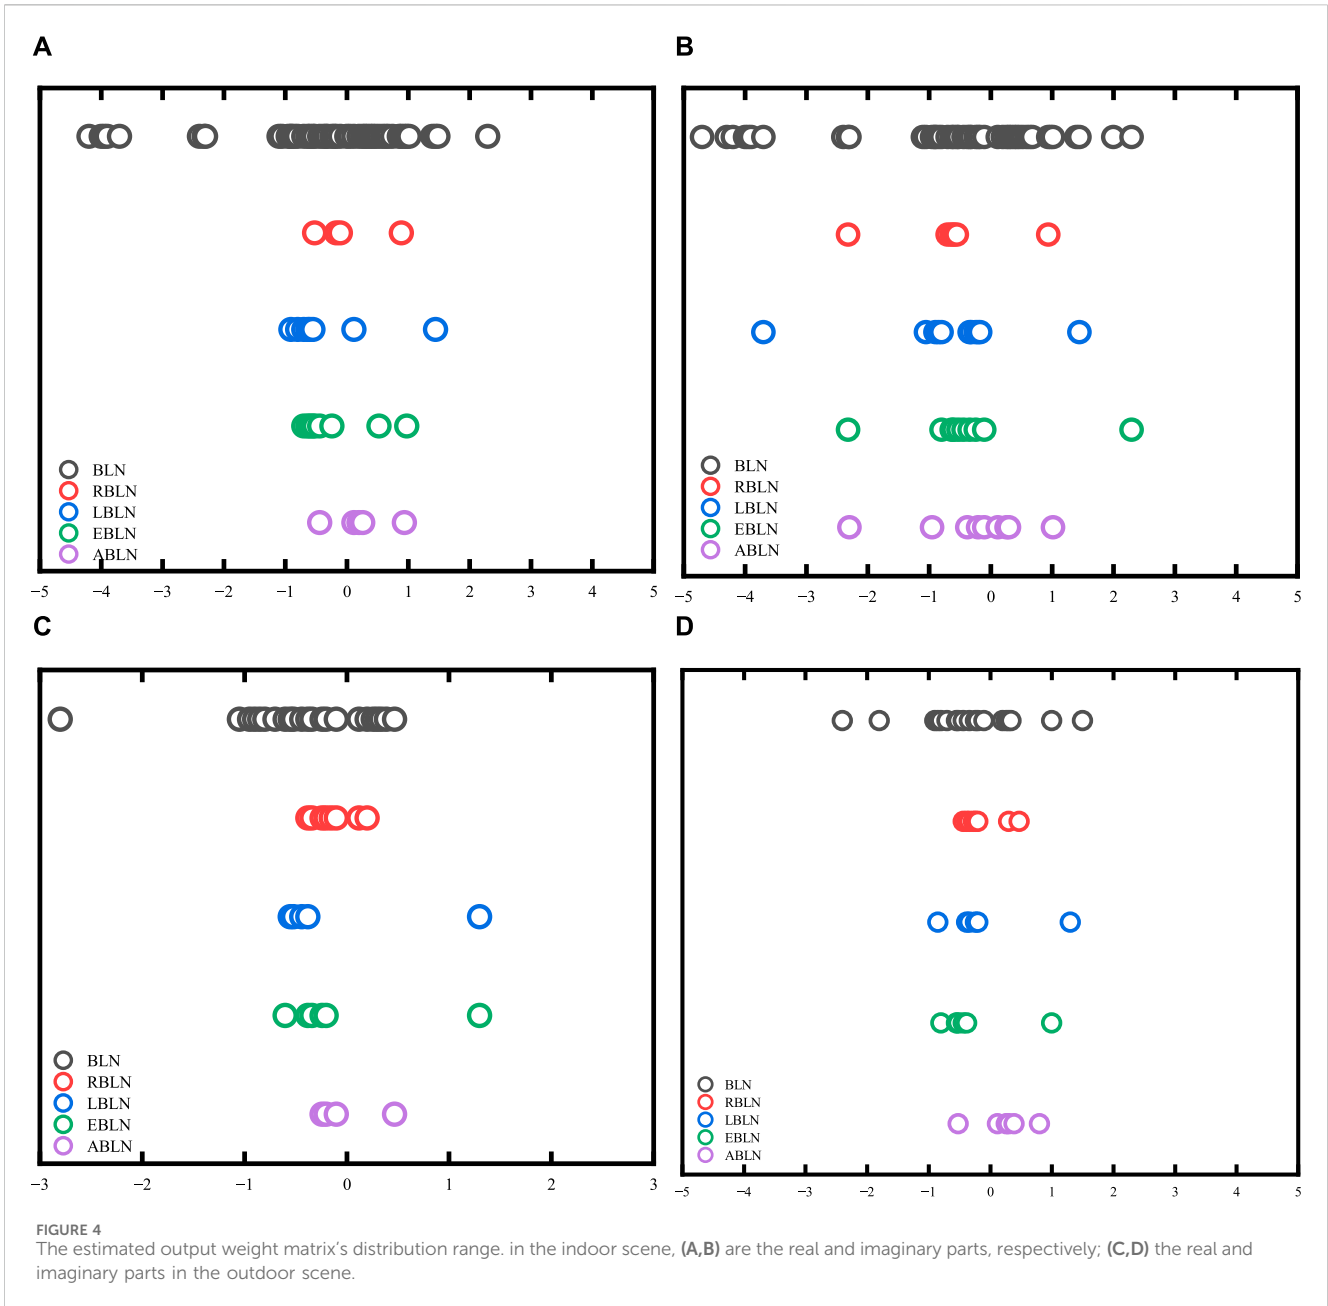 A
B
BLN
RBLN
LBLN
EBLN
ABLN
−5 −4 −3 −2 −1 0 1 2 3 4 5
BLN
RBLN
LBLN
EBLN
ABLN
−5 −4 −3 −2 −1 0 1 2 3 4 5
C
D
BLN
RBLN
LBLN
EBLN
ABLN
−3 −2 −1 0 1 2 3
BLN
RBLN
LBLN
EBLN
ABLN
−5 −4 −3 −2 −1 0 1 2 3 4 5
FIGURE 4
The estimated output weight matrix's distribution range. in the indoor scene, (A,B) are the real and imaginary parts, respectively; (C,D) the real and
imaginary parts in the outdoor scene.